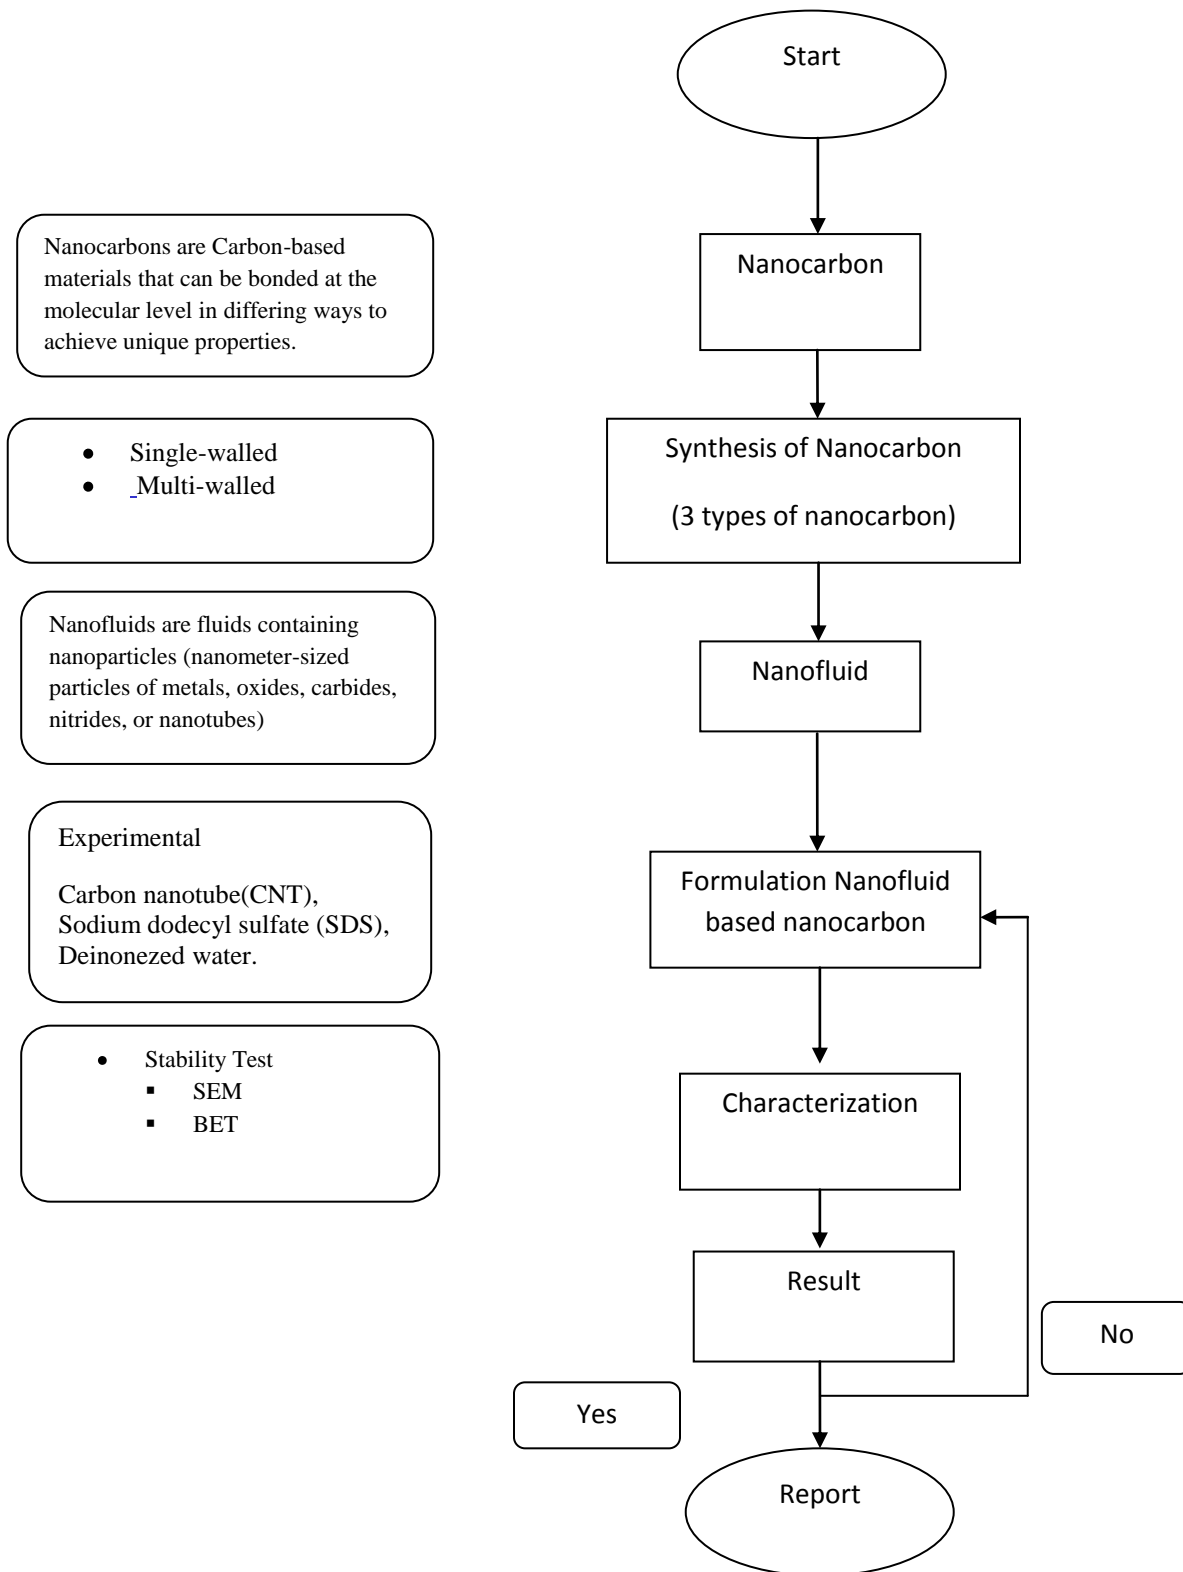 Start
Nanocarbons are Carbon-based
materials that can be bonded at the
molecular level in differing ways to
achieve unique properties.
Nanocarbon
• Single-walled
• Multi-walled
Synthesis of Nanocarbon
(3 types of nanocarbon)
Nanofluids are fluids containing
nanoparticles (nanometer-sized
particles of metals, oxides, carbides,
nitrides, or nanotubes)
Nanofluid
Experimental
Carbon nanotube(CNT),
Sodium dodecyl sulfate (SDS),
Deinonezed water.
Formulation Nanofluid
based nanocarbon
• Stability Test
▪ SEM
▪ BET
Characterization
Result
No
Yes
Report